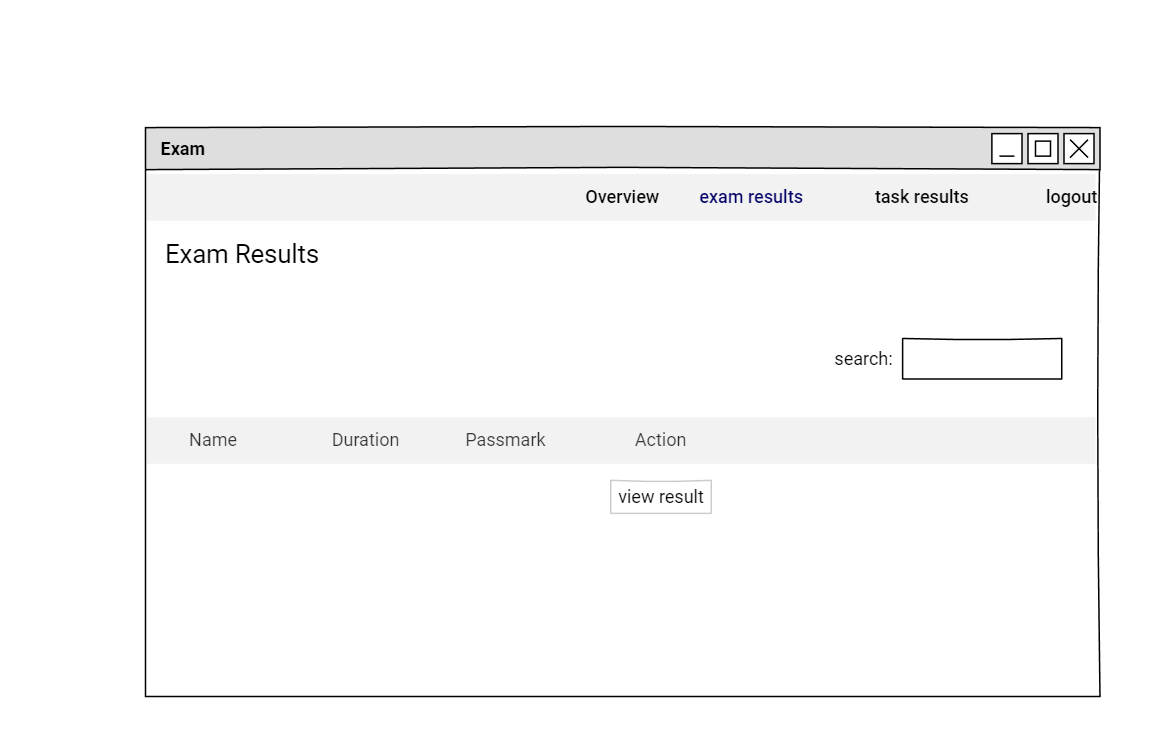 Exam
Overview exam results task results logout
Exam Results
search:
Name Duration Passmark Action
view result